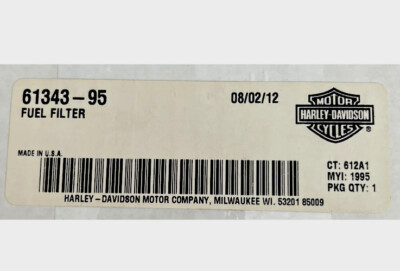 61343-95
08/02/12
FUEL FILTER
MOTOR
HARLEY-DAVIDSON
CYCLES
®
MADE IN U.S.A.
CT: 612A1
MYI: 1995
PKG QTY: 1
HARLEY-DAVIDSON MOTOR COMPANY, MILWAUKEE WI. 53201 85009